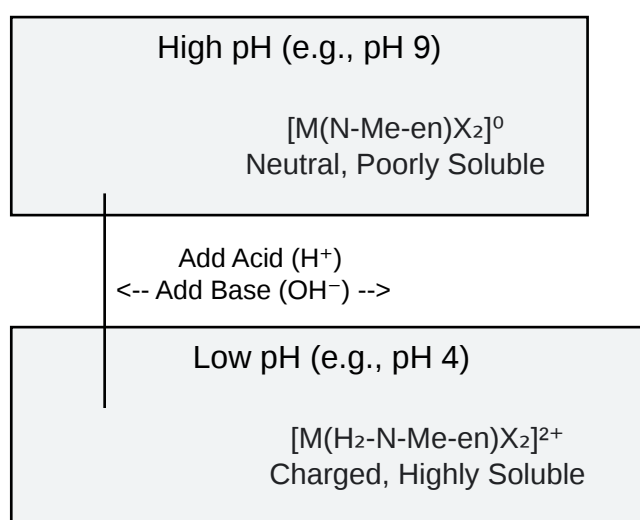 High pH (e.g., pH 9)
[M(N-Me-en)X₂]⁰
Neutral, Poorly Soluble
Add Acid (H⁺)
<-- Add Base (OH⁻) -->
Low pH (e.g., pH 4)
[M(H₂-N-Me-en)X₂]²⁺
Charged, Highly Soluble